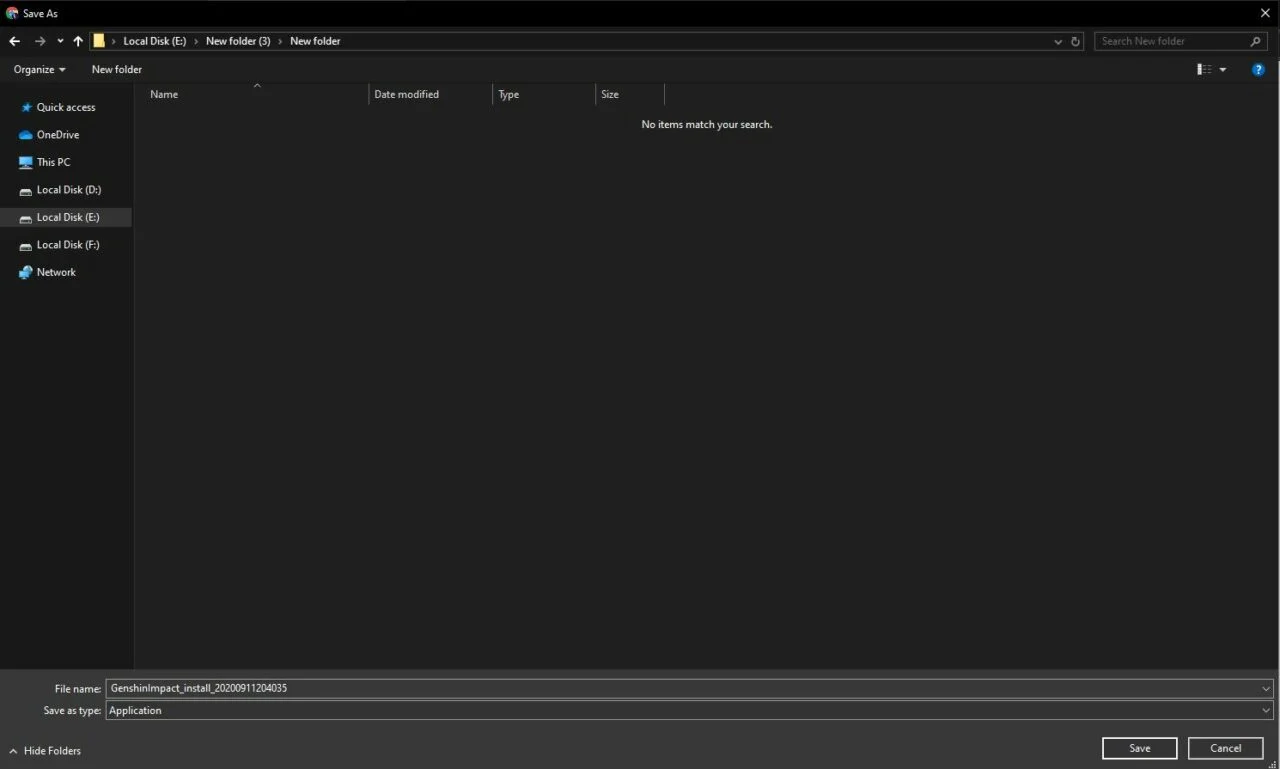 Save As
Local Disk (E:) › New folder (3) › New folder
Search New folder
Organize
New folder
Name
Date modified
Type
Size
No items match your search.
Quick access
OneDrive
This PC
Local Disk (D:)
Local Disk (E:)
Local Disk (F:)
Network
File name: GenshinImpact_install_20200911204035
Save as type: Application
Hide Folders
Save
Cancel